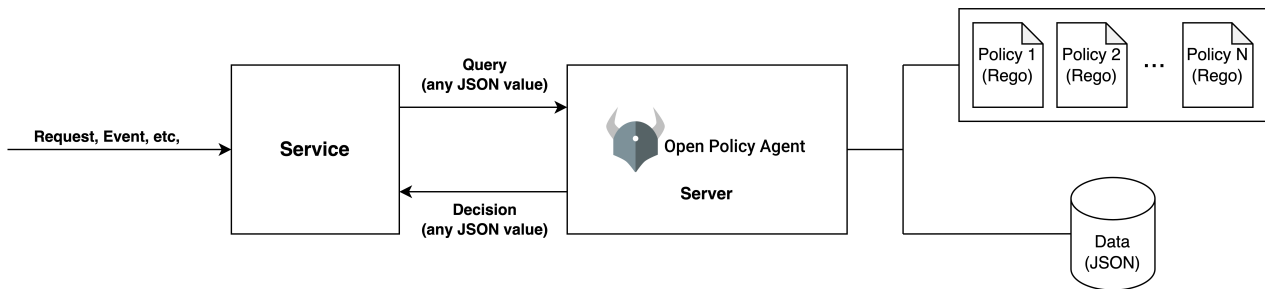 Request, Event, etc,
Service
Query
(any JSON value)
Decision
(any JSON value)
Open Policy Agent
Server
Policy 1
(Rego)
Policy 2
(Rego)
...
Policy N
(Rego)
Data
(JSON)